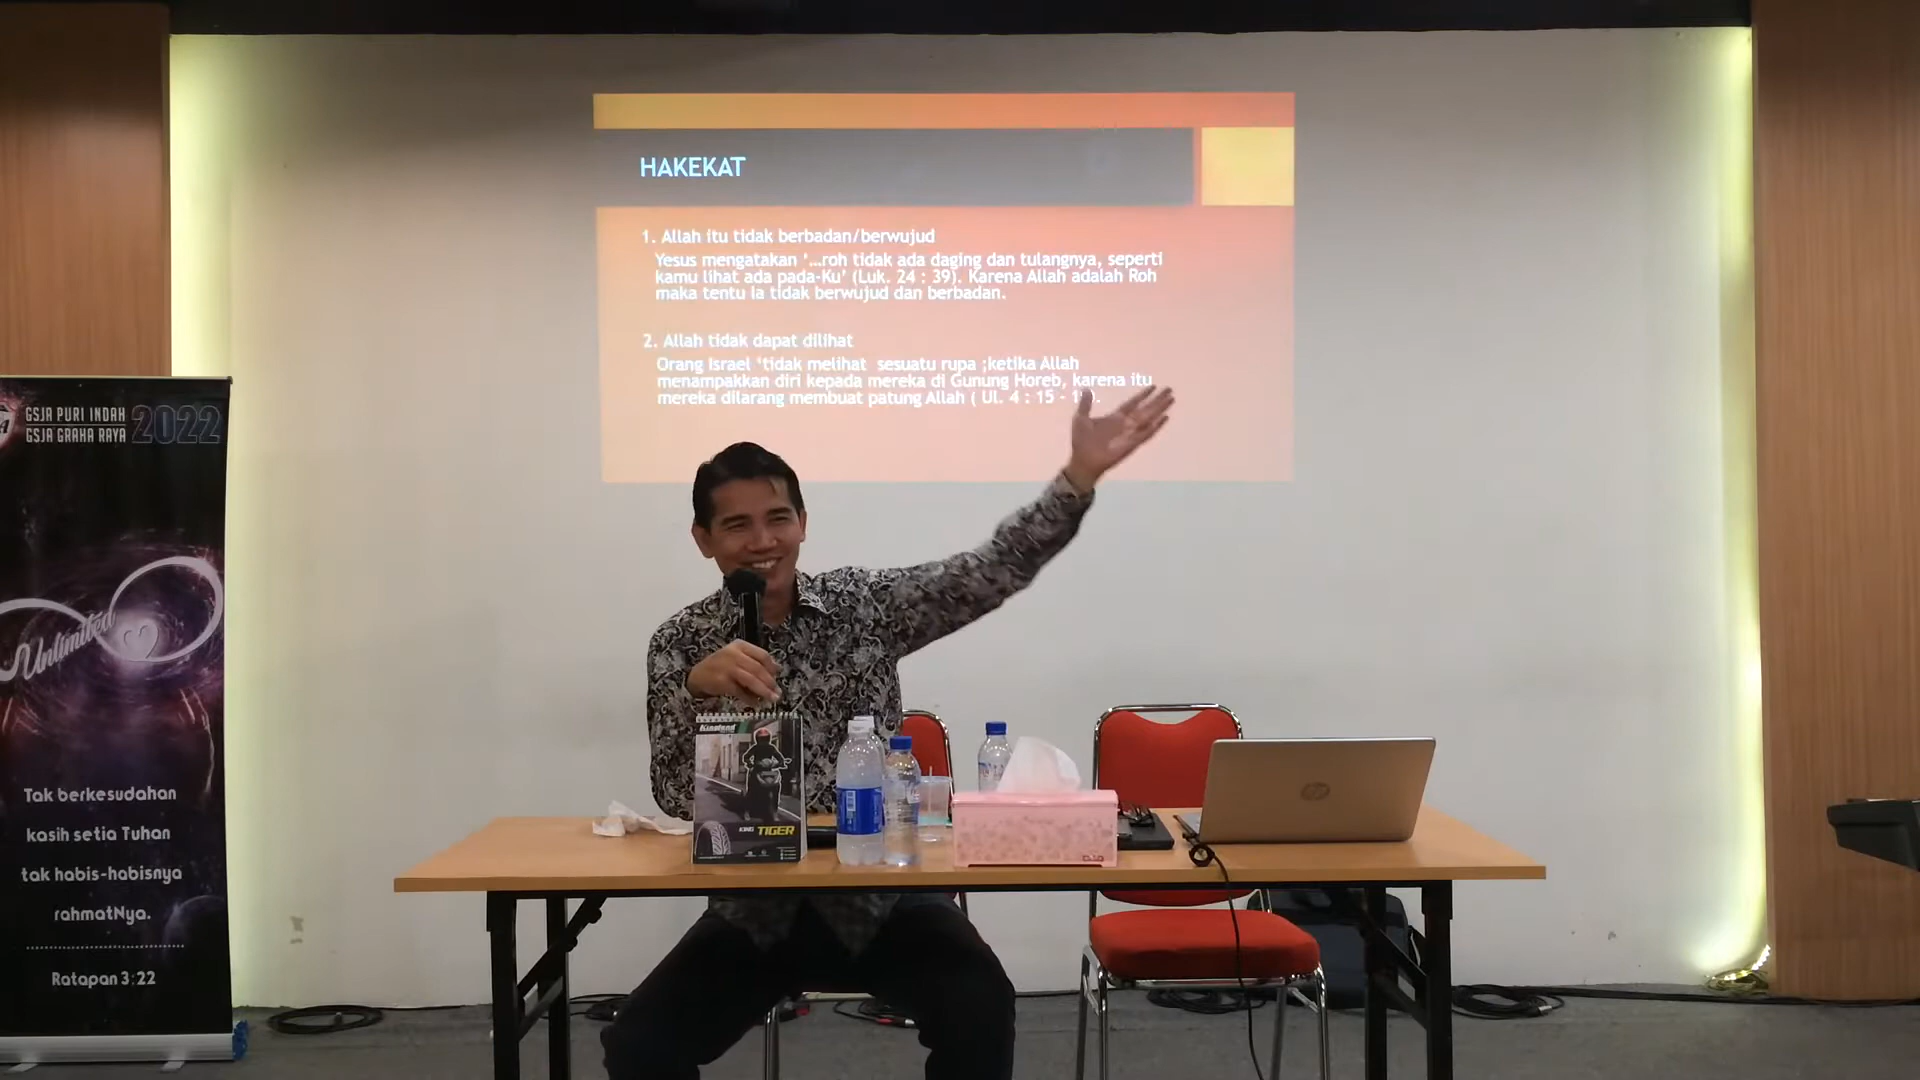 HAKEKAT
1. Allah itu tidak berbadan/berwujud
Yesus mengatakan ‘...roh tidak ada daging dan tulangnya, seperti
kamu lihat ada pada-Ku’ (Luk. 24 : 39). Karena Allah adalah Roh
maka tentu Ia tidak berwujud dan berbadan.
2. Allah tidak dapat dilihat
Orang Israel ‘tidak melihat sesuatu rupa ;ketika Allah
menampakkan diri kepada mereka di Gunung Horeb, karena itu
mereka dilarang membuat patung Allah ( Ul. 4 : 15 -
GSJA PURI INDAH
GSJA GRAHA RAYA
2022
Unlimited
Tak berkesudahan
kasih setia Tuhan
tak habis-habisnya
rahmatNya.
Ratapan 3:22
Kingland
KING TIGER
hp